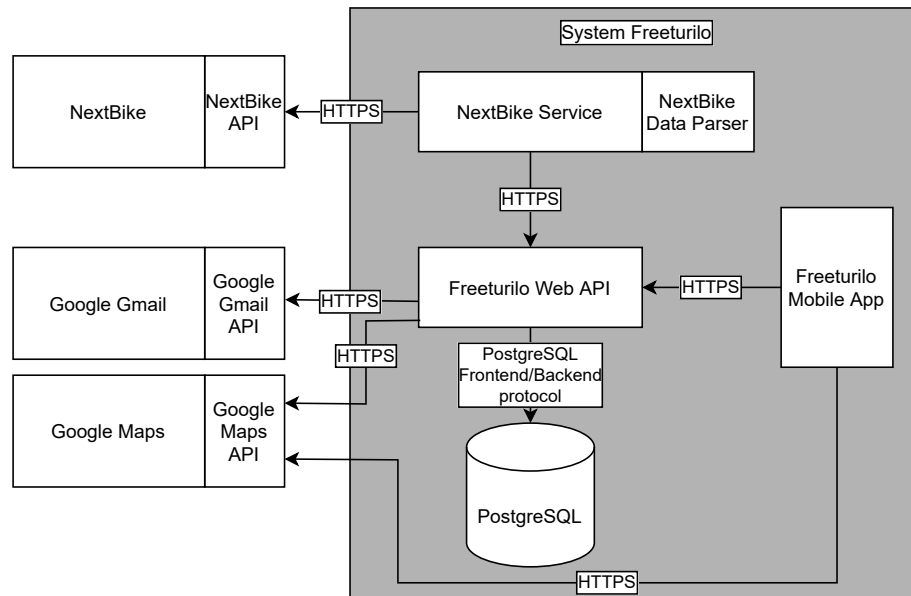 System Freeturilo
NextBike
NextBike
API
HTTPS
NextBike Service
NextBike
Data Parser
HTTPS
Google Gmail
Google
Gmail
API
HTTPS
Freeturilo Web API
HTTPS
Freeturilo
Mobile App
HTTPS
PostgreSQL
Frontend/Backend
protocol
Google Maps
Google
Maps
API
PostgreSQL
HTTPS